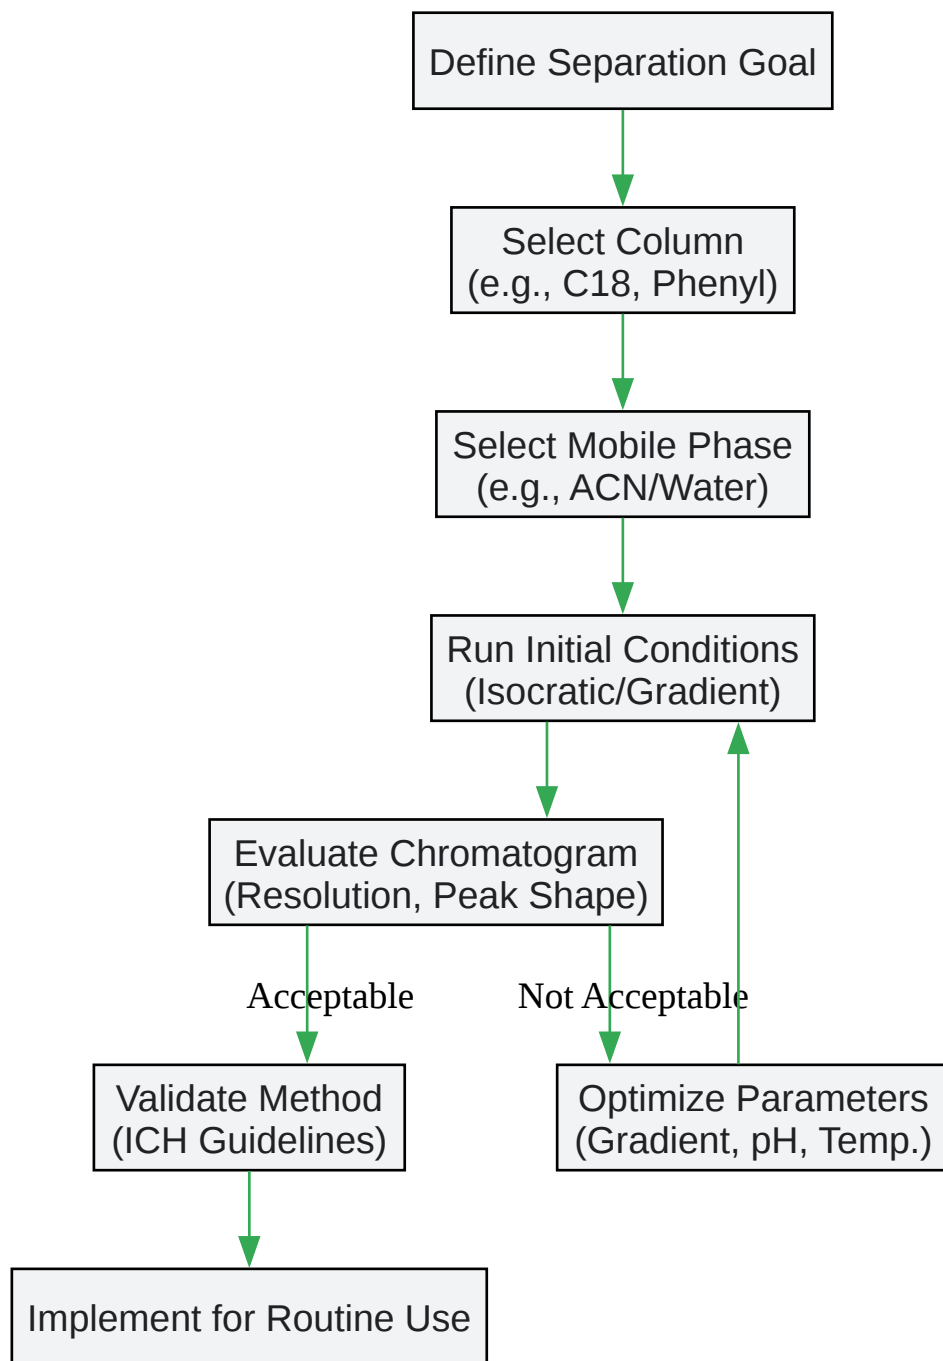 Define Separation Goal
Select Column
(e.g., C18, Phenyl)
Select Mobile Phase
(e.g., ACN/Water)
Run Initial Conditions
(Isocratic/Gradient)
Evaluate Chromatogram
(Resolution, Peak Shape)
Acceptable
Not Acceptable
Validate Method
(ICH Guidelines)
Optimize Parameters
(Gradient, pH, Temp.)
Implement for Routine Use